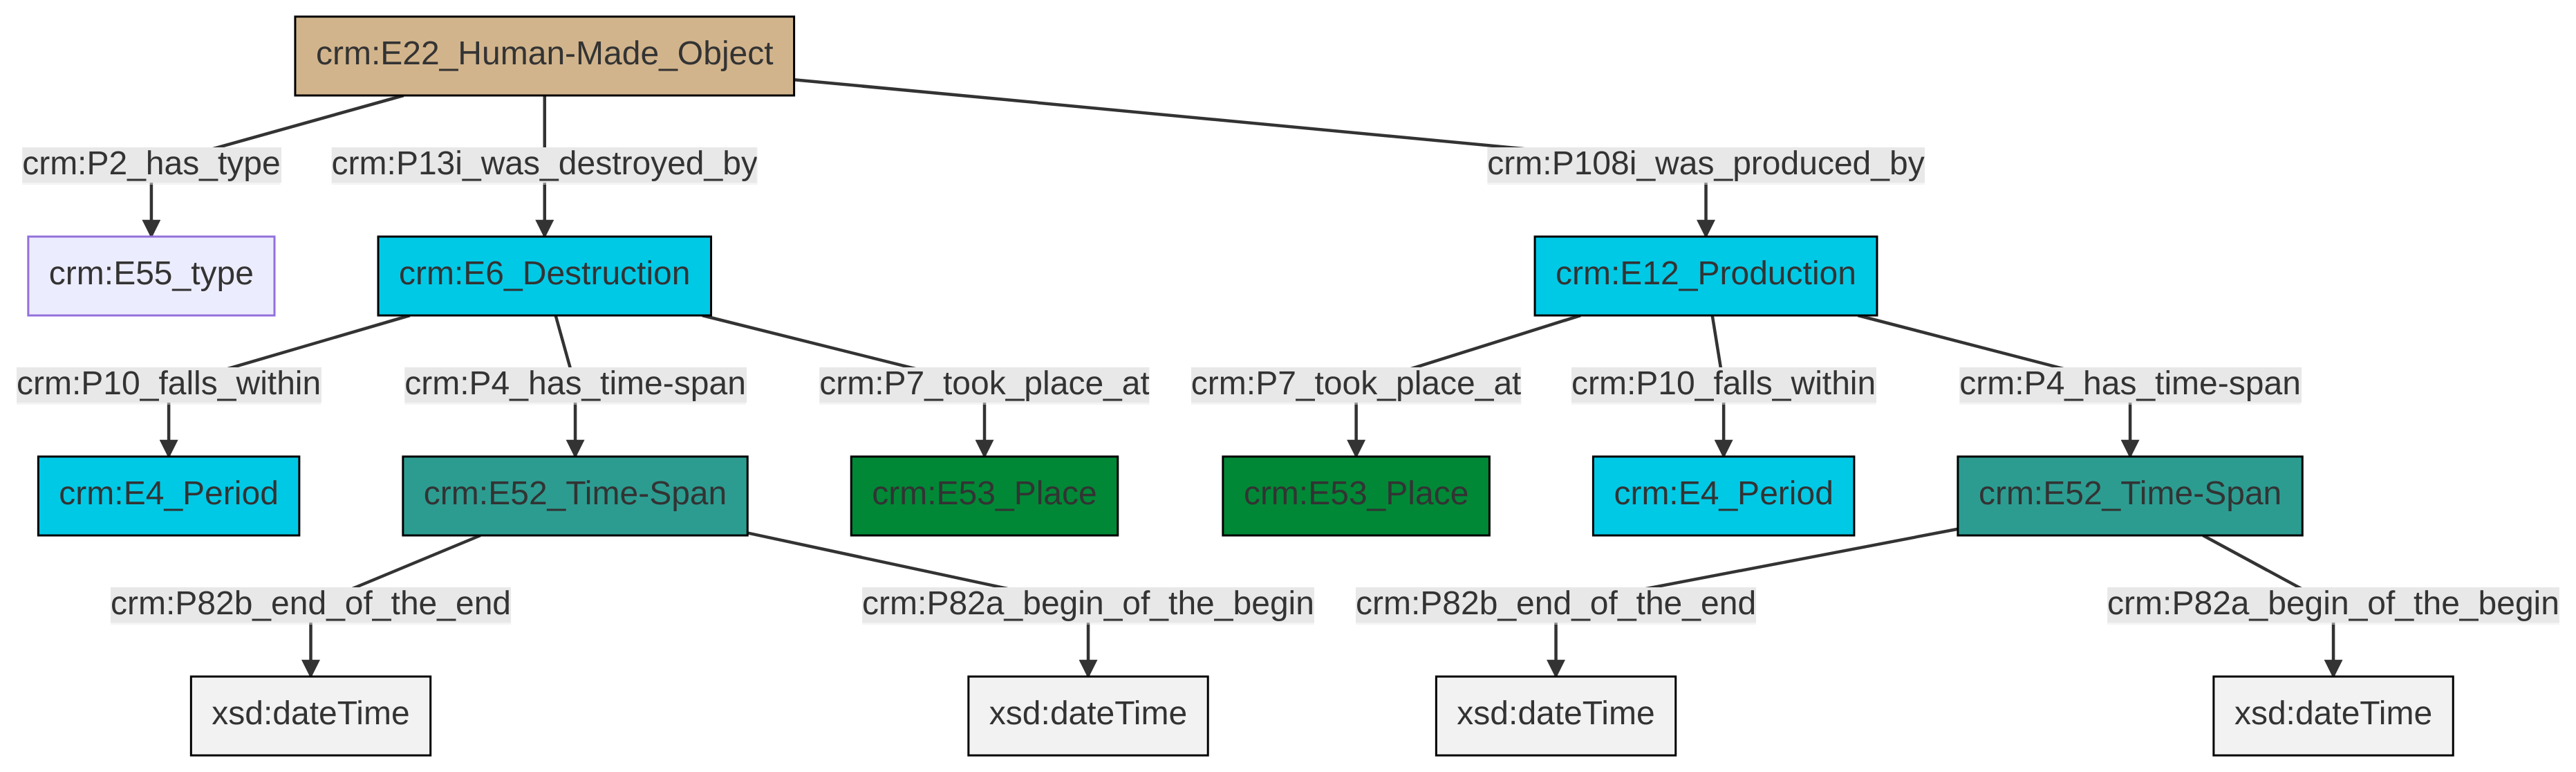 crm:E22_Human-Made_Object
crm:P2_has_type
crm:P13i_was_destroyed_by
crm:P108i_was_produced_by
crm:E55_type
crm:E6_Destruction
crm:E12_Production
crm:P10_falls_within
crm:P4_has_time-span
crm:P7_took_place_at
crm:P7_took_place_at
crm:P10_falls_within
crm:P4_has_time-span
crm:E4_Period
crm:E52_Time-Span
crm:E53_Place
crm:E53_Place
crm:E4_Period
crm:E52_Time-Span
crm:P82b_end_of_the_end
crm:P82a_begin_of_the_begin
crm:P82b_end_of_the_end
crm:P82a_begin_of_the_begin
xsd:dateTime
xsd:dateTime
xsd:dateTime
xsd:dateTime